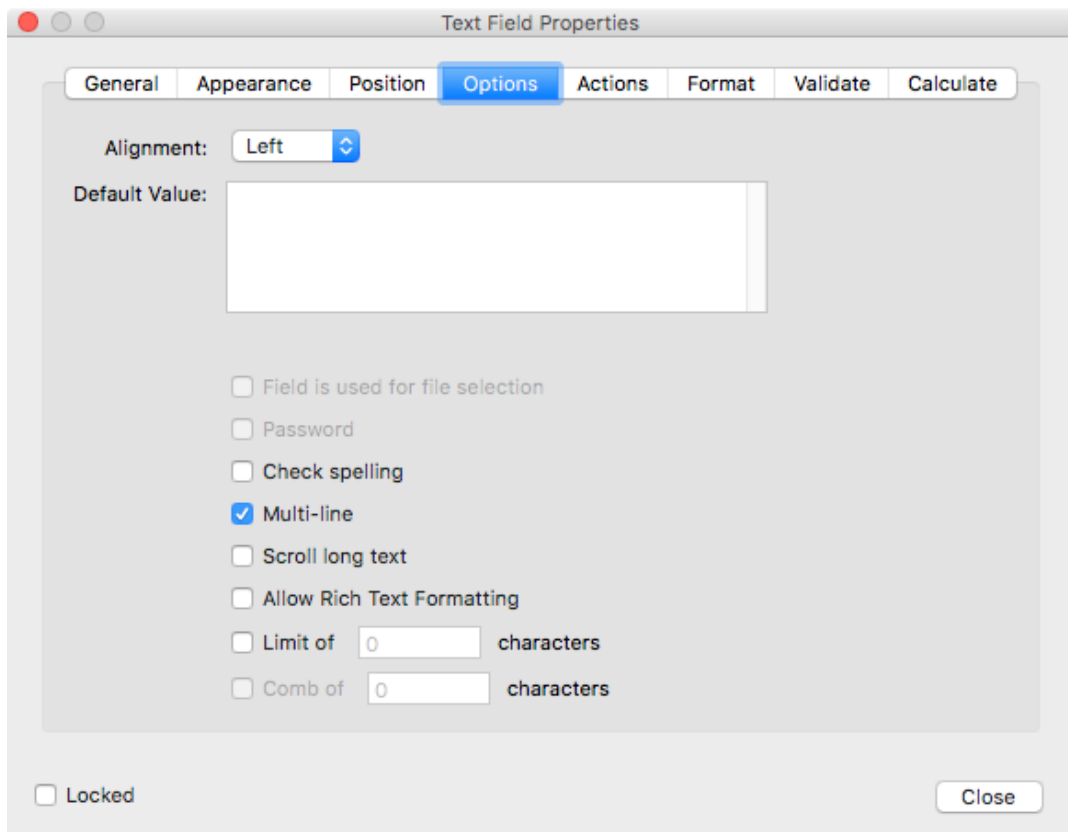 Text Field Properties
General Appearance Position Options Actions Format Validate Calculate
Alignment: Left
Default Value:
Field is used for file selection
Password
Check spelling
Multi-line
Scroll long text
Allow Rich Text Formatting
Limit of 0 characters
Comb of 0 characters
Locked Close